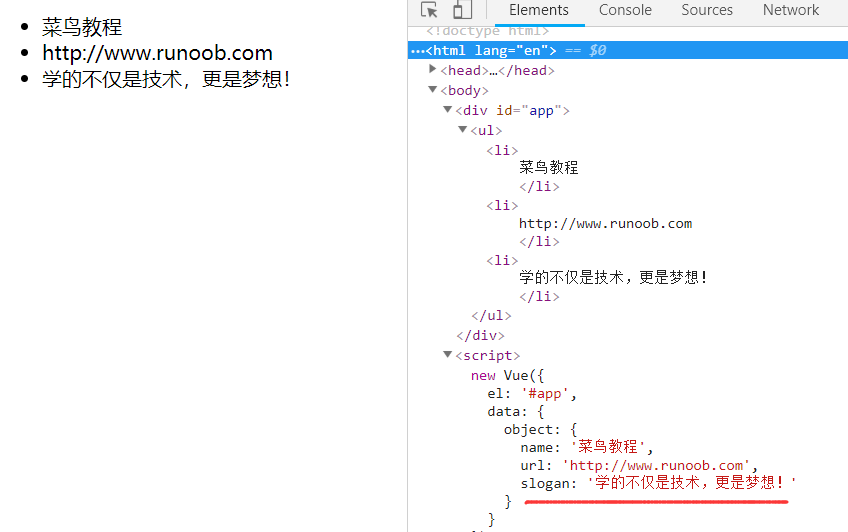 菜鸟教程
http://www.runoob.com
学的不仅是技术，更是梦想！
Elements Console Sources Network
<!doctype html>
…<html lang="en"> == $0
<head>…</head>
<body>
<div id="app">
<ul>
<li>
菜鸟教程
</li>
<li>
http://www.runoob.com
</li>
<li>
学的不仅是技术，更是梦想！
</li>
</ul>
</div>
<script>
new Vue({
el: '#app',
data: {
object: {
name: '菜鸟教程',
url: 'http://www.runoob.com',
slogan: '学的不仅是技术，更是梦想！'
}
}